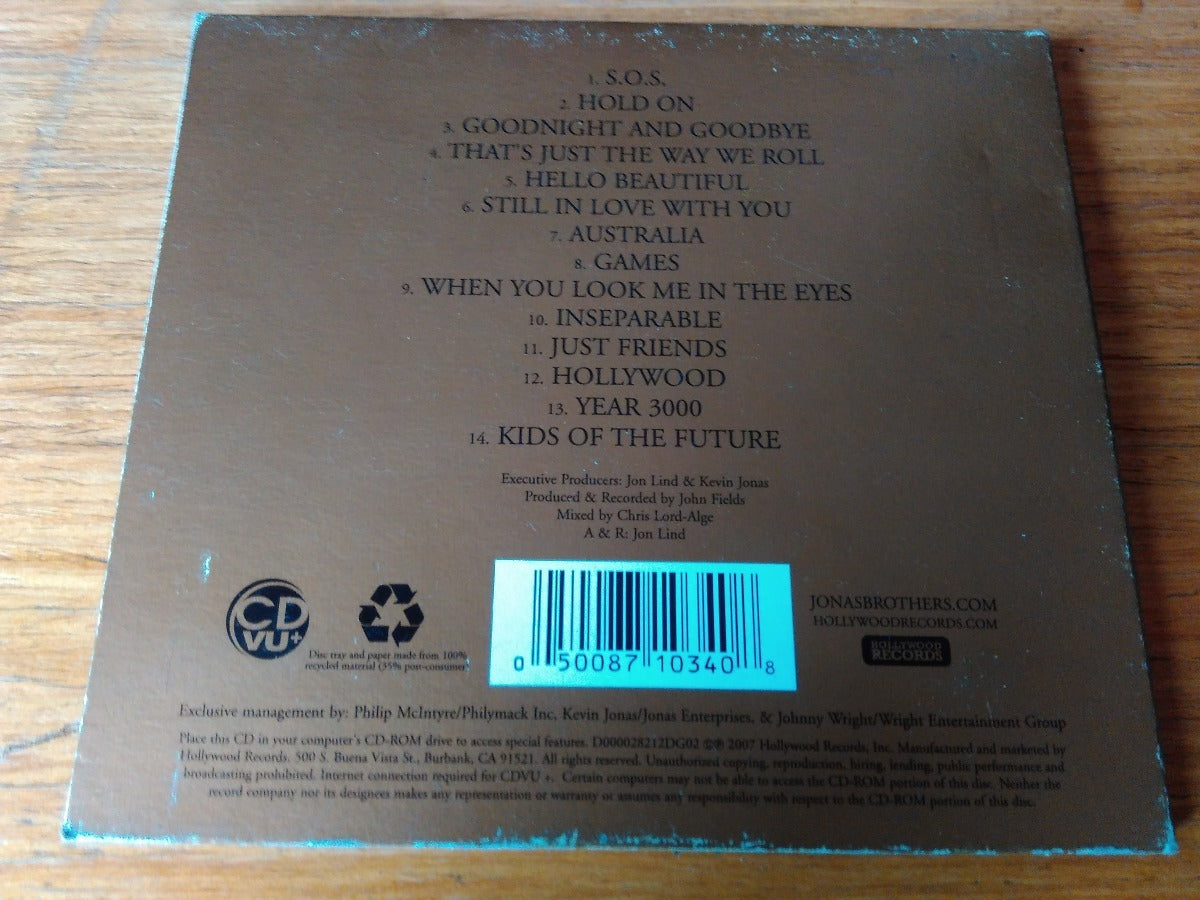 1. S.O.S.
2. HOLD ON
3. GOODNIGHT AND GOODBYE
4. THAT'S JUST THE WAY WE ROLL
5. HELLO BEAUTIFUL
6. STILL IN LOVE WITH YOU
7. AUSTRALIA
8. GAMES
9. WHEN YOU LOOK ME IN THE EYES
10. INSEPARABLE
11. JUST FRIENDS
12. HOLLYWOOD
13. YEAR 3000
14. KIDS OF THE FUTURE
Executive Producers: Jon Lind & Kevin Jonas
Produced & Recorded by John Fields
Mixed by Chris Lord-Alge
A & R: Jon Lind
CD
VU+
Disc tray and paper made from 100%
recycled material (35% post-consumer)
0 50087 10340 8
JONASBROTHERS.COM
HOLLYWOODRECORDS.COM
HOLLYWOOD
RECORDS
Exclusive management by: Philip McIntyre/Philymack Inc, Kevin Jonas/Jonas Enterprises, & Johnny Wright/Wright Entertainment Group
Place this CD in your computer's CD-ROM drive to access special features. D000028212DG02 ©℗ 2007 Hollywood Records, Inc. Manufactured and marketed by
Hollywood Records, 500 S. Buena Vista St., Burbank, CA 91521. All rights reserved. Unauthorized copying, reproduction, hiring, lending, public performance and
broadcasting prohibited. Internet connection required for CDVU +. Certain computers may not be able to access the CD-ROM portion of this disc. Neither the
record company nor its designees makes any representation or warranty or assumes any responsibility with respect to the CD-ROM portion of this disc.